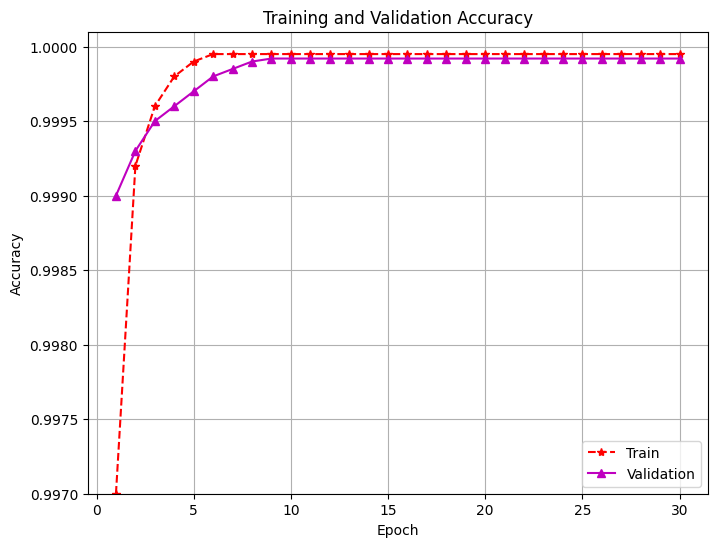 Training and Validation Accuracy
1.0000
0.9995
0.9990
0.9985
0.9980
0.9975
0.9970
Accuracy
0
5
10
15
20
25
30
Epoch
Train
Validation